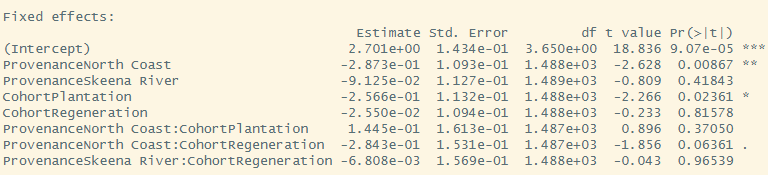 Fixed effects:
Estimate Std. Error df t value Pr(>|t|)
(Intercept) 2.701e+00 1.434e-01 3.650e+00 18.836 9.07e-05 ***
ProvenanceNorth Coast -2.873e-01 1.093e-01 1.488e+03 -2.628 0.00867 **
ProvenanceSkeena River -9.125e-02 1.127e-01 1.489e+03 -0.809 0.41843
CohortPlantation -2.566e-01 1.132e-01 1.488e+03 -2.266 0.02361 *
CohortRegeneration -2.550e-02 1.094e-01 1.488e+03 -0.233 0.81578
ProvenanceNorth Coast:CohortPlantation 1.445e-01 1.613e-01 1.487e+03 0.896 0.37050
ProvenanceNorth Coast:CohortRegeneration -2.843e-01 1.531e-01 1.487e+03 -1.856 0.06361 .
ProvenanceSkeena River:CohortRegeneration -6.808e-03 1.569e-01 1.488e+03 -0.043 0.96539